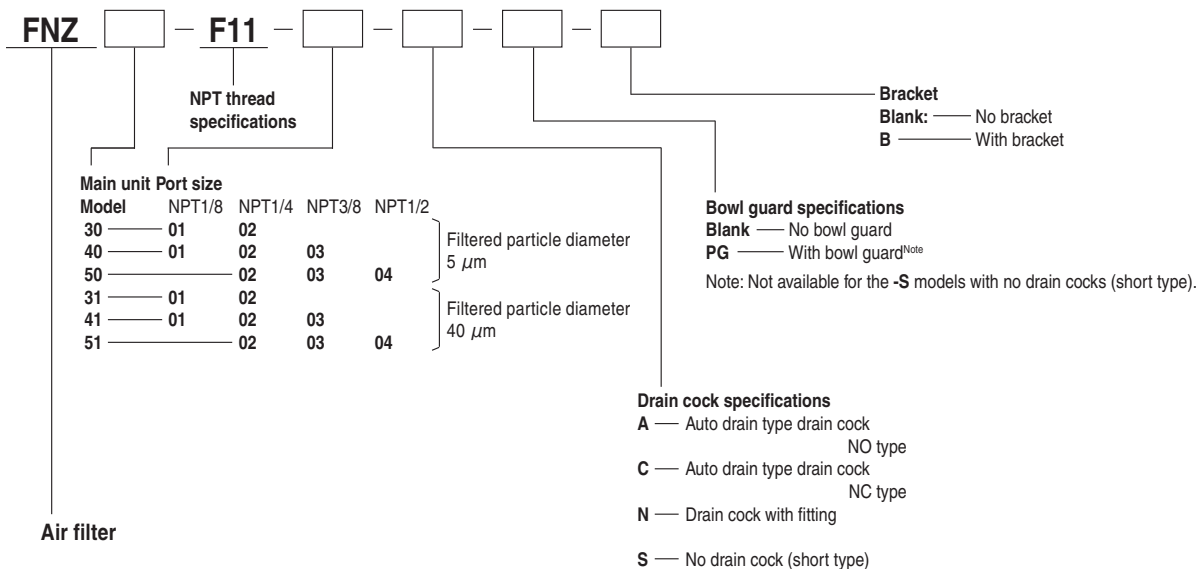 FNZ – F11 – – – –
NPT thread
specifications
Bracket
Blank: No bracket
B With bracket
Main unit Port size
Model NPT1/8 NPT1/4 NPT3/8 NPT1/2
30 01 02
40 01 02 03
50 02 03 04
Filtered particle diameter
5 μm
31 01 02
41 01 02 03
51 02 03 04
Filtered particle diameter
40 μm
Bowl guard specifications
Blank No bowl guard
PG With bowl guardNote
Note: Not available for the -S models with no drain cocks (short type).
Drain cock specifications
A Auto drain type drain cock
NO type
C Auto drain type drain cock
NC type
N Drain cock with fitting
S No drain cock (short type)
Air filter